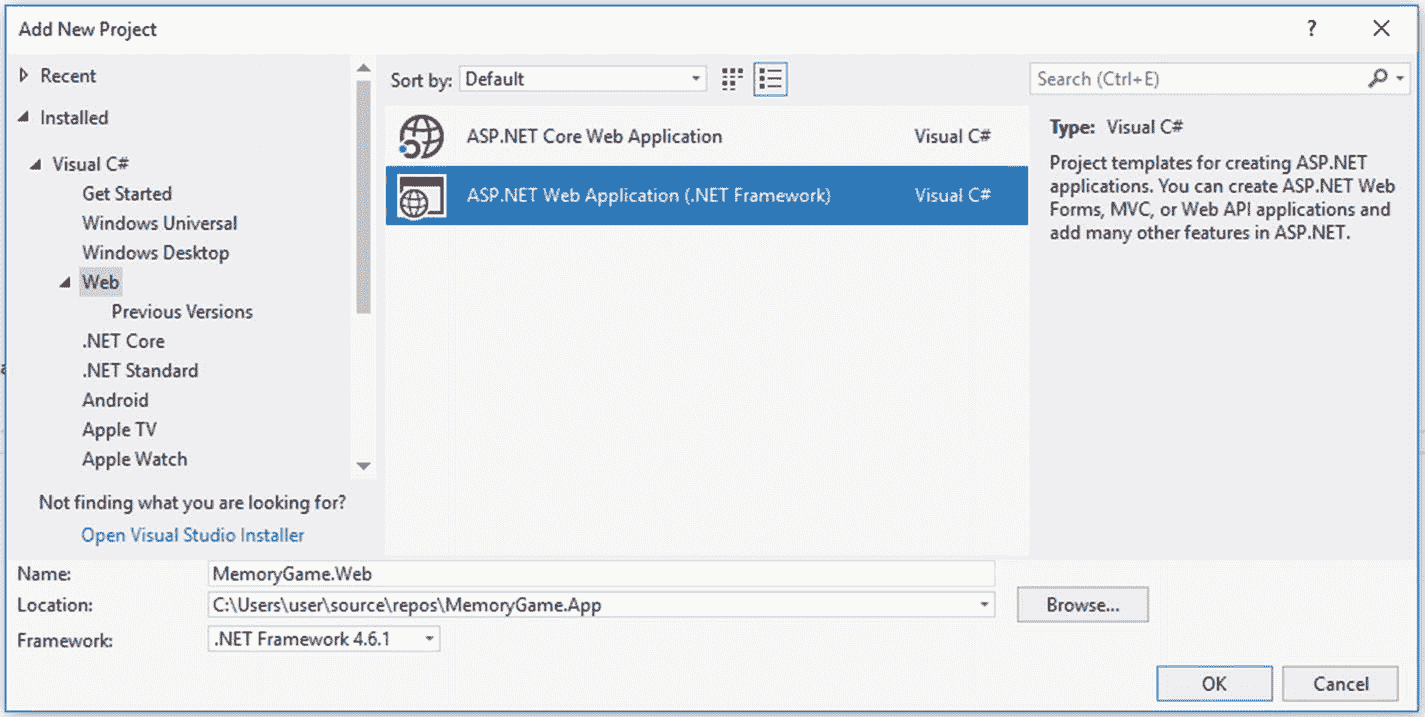 Add New Project
?
Recent
Installed
Visual C#
Get Started
Windows Universal
Windows Desktop
Web
Previous Versions
.NET Core
.NET Standard
Android
Apple TV
Apple Watch
Not finding what you are looking for?
Open Visual Studio Installer
Sort by: Default
ASP.NET Core Web Application Visual C#
ASP.NET Web Application (.NET Framework) Visual C#
Search (Ctrl+E)
Type: Visual C#
Project templates for creating ASP.NET
applications. You can create ASP.NET Web
Forms, MVC, or Web API applications and
add many other features in ASP.NET.
Name: MemoryGame.Web
Location: C:\Users\user\source\repos\MemoryGame.App
Browse...
Framework: .NET Framework 4.6.1
OK
Cancel